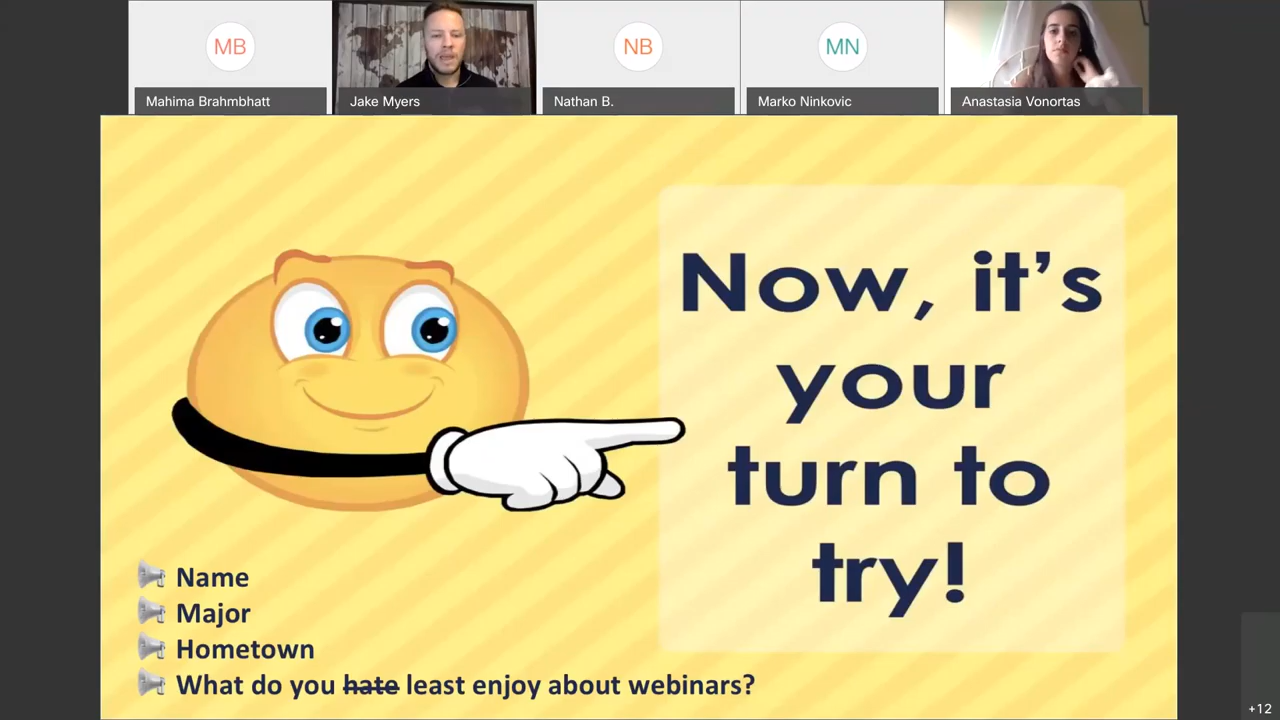 MB
NB
MN
Mahima Brahmbhatt
Jake Myers
Nathan B.
Marko Ninkovic
Anastasia Vonortas
Now, it's
your
turn to
try!
Name
Major
Hometown
What do you hate least enjoy about webinars?
+12